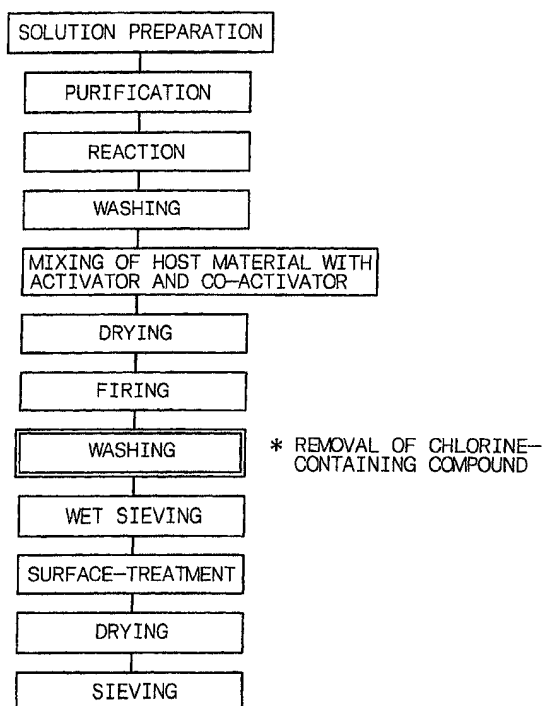 SOLUTION PREPARATION
PURIFICATION
REACTION
WASHING
MIXING OF HOST MATERIAL WITH
ACTIVATOR AND CO-ACTIVATOR
DRYING
FIRING
WASHING
* REMOVAL OF CHLORINE-
CONTAINING COMPOUND
WET SIEVING
SURFACE-TREATMENT
DRYING
SIEVING